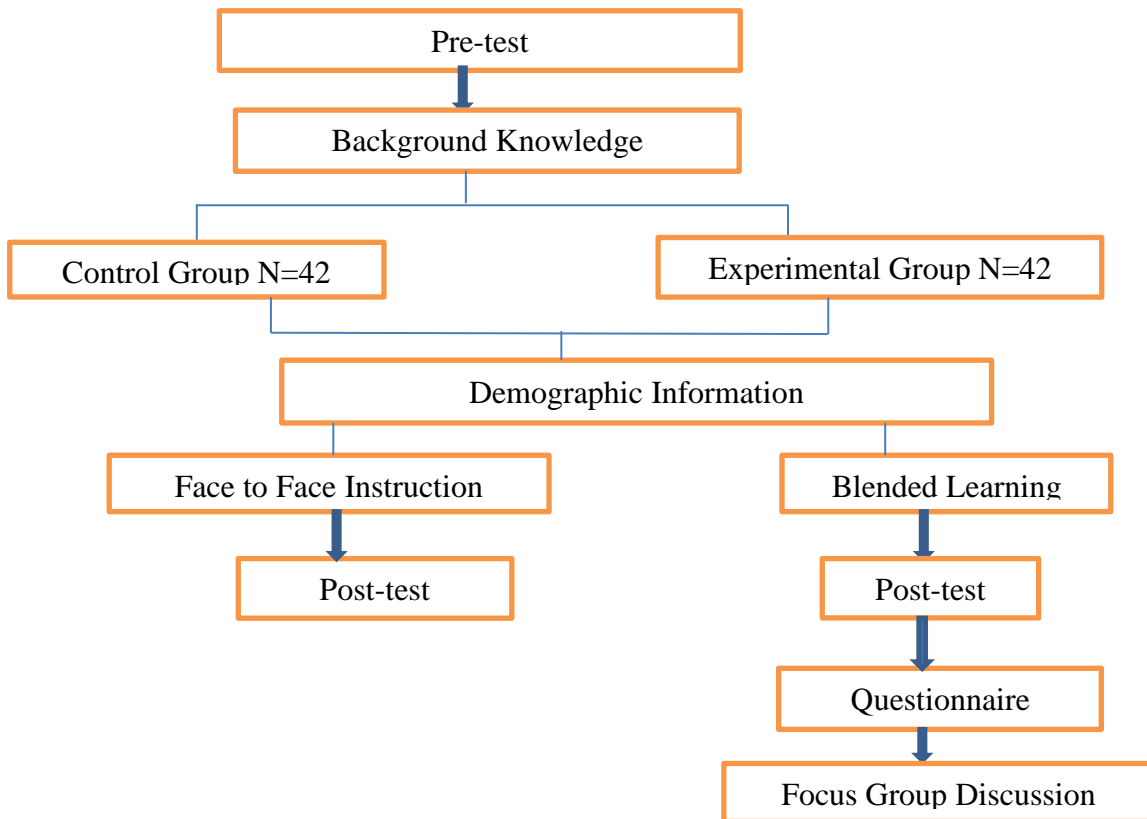 Pre-test
Background Knowledge
Control Group N=42
Experimental Group N=42
Demographic Information
Face to Face Instruction
Blended Learning
Post-test
Post-test
Questionnaire
Focus Group Discussion